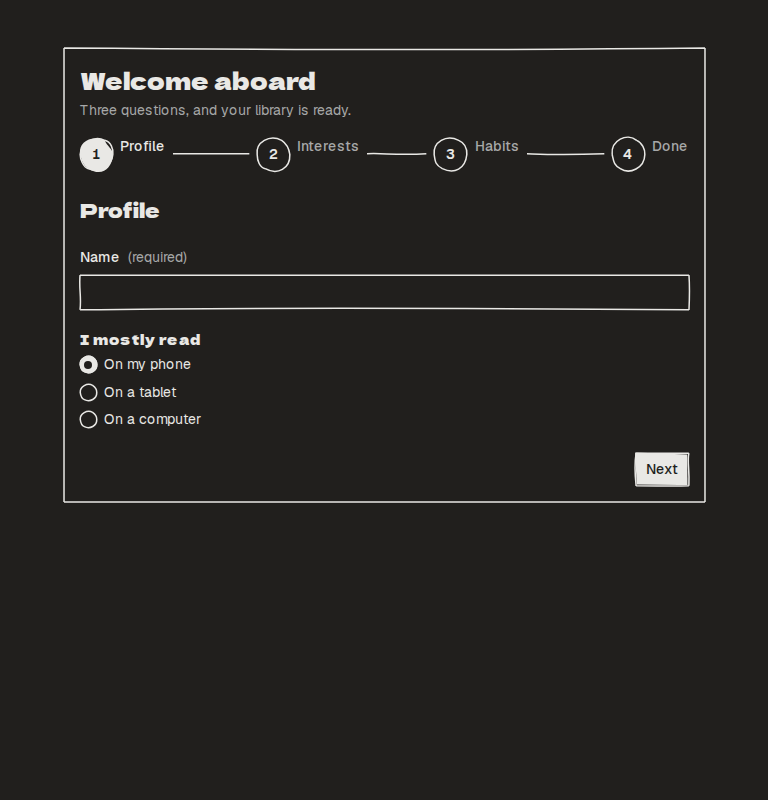 Welcome aboard
Three questions, and your library is ready.
1 Profile 2 Interests 3 Habits 4 Done
Profile
Name (required)
I mostly read
On my phone
On a tablet
On a computer
Next